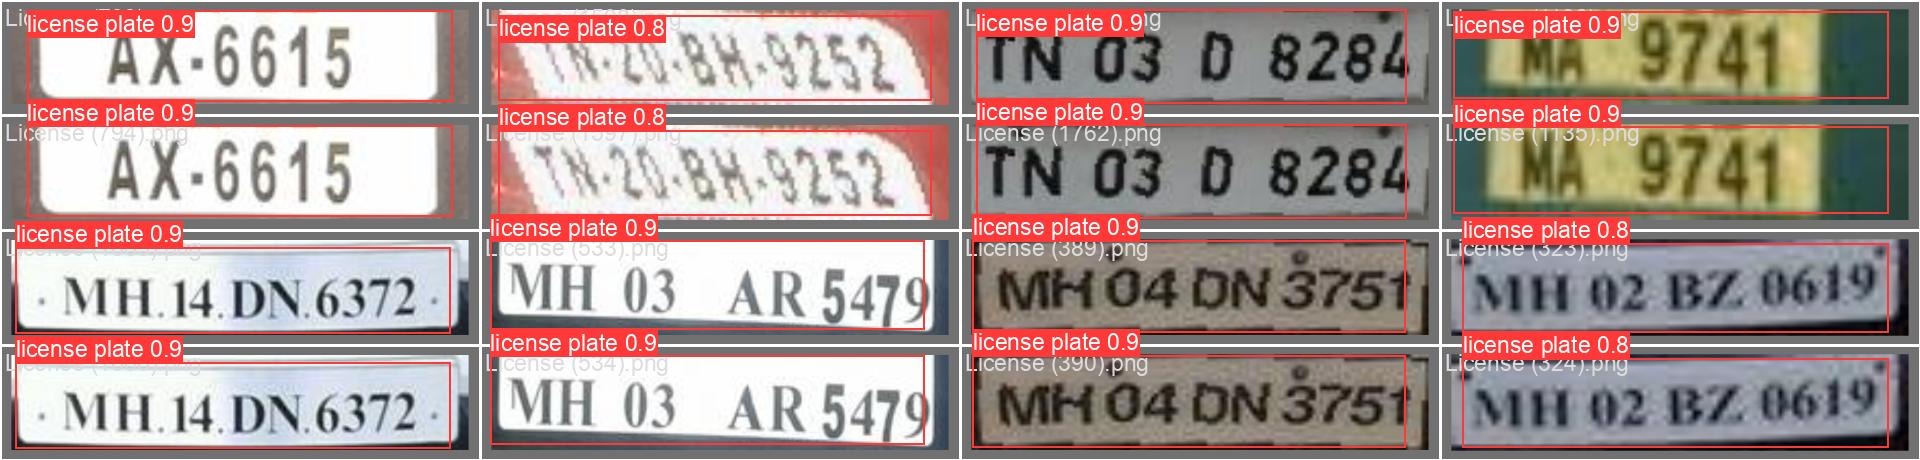 license plate 0.9 license plate 0.8 license plate 0.9 license plate 0.9
AX-6615 TN·20·BH·9252 TN 03 D 8284 MA 9741
license plate 0.9 license plate 0.8 license plate 0.9 license plate 0.9
License (794).png License (1597).png License (1762).png License (1135).png
AX-6615 TN·20·BH·9252 TN 03 D 8284 MA 9741
license plate 0.9 license plate 0.9 license plate 0.9 license plate 0.8
(533).png License (389).png License (323).png
· MH.14.DN.6372 · MH 03 AR 5479 MH 04 DN 3751 MH 02 BZ 0619
license plate 0.9 license plate 0.9 license plate 0.9 license plate 0.8
(534).png License (390).png License (324).png
· MH.14.DN.6372 · MH 03 AR 5479 MH 04 DN 3751 MH 02 BZ 0619